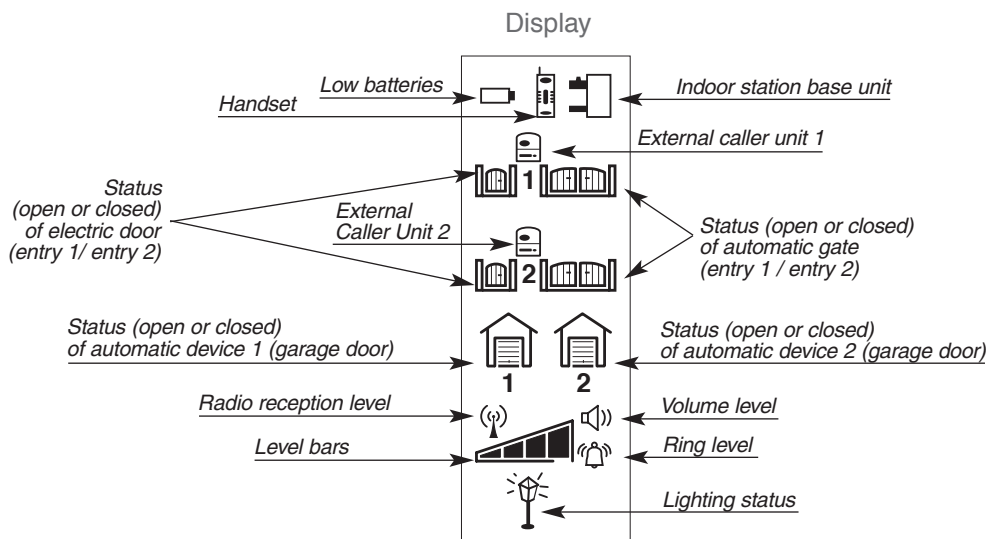 Display
Low batteries
Handset
Indoor station base unit
External caller unit 1
1
Status
(open or closed)
of electric door
(entry 1/ entry 2)
External
Caller Unit 2
Status (open or closed)
of automatic gate
(entry 1 / entry 2)
2
Status (open or closed)
of automatic device 1 (garage door)
Status (open or closed)
of automatic device 2 (garage door)
1 2
Radio reception level
Volume level
Level bars
Ring level
Lighting status